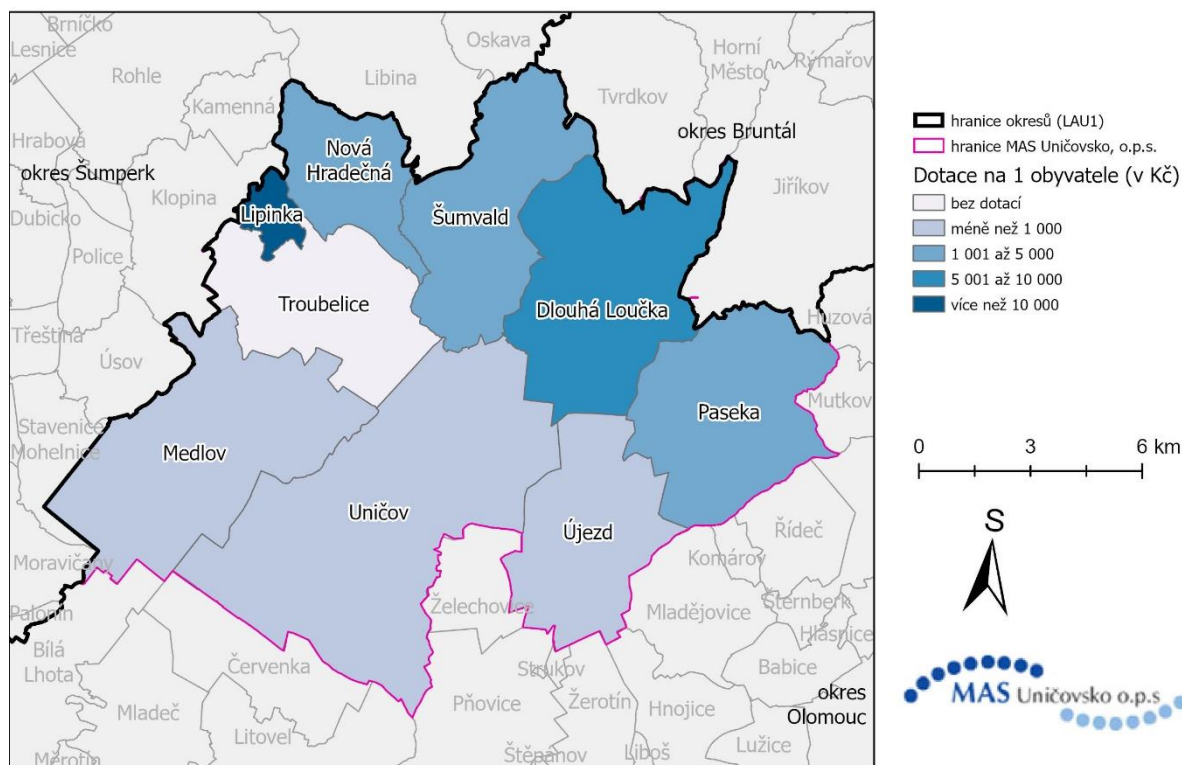 Brníčko
Lesnice
Rohle
Kamenná
Libina
Oskava
Tvrdkov
Horní
Město
Rýmařov
Hrabová
okres Šumperk
Klopina
Dubicko
Police
Třeština
Úsov
Stavenice
Mohelnice
Nová
Hradečná
Lipinka
Šumvald
okres Bruntál
Jiříkov
Troubelice
Dlouhá Loučka
Huzová
Mutkov
Paseka
Medlov
Uničov
Újezd
Moravičany
Palonín
Bílá
Lhota
Mladeč
Měrotín
Červenka
Litovel
Želechovice
Pňovice
Štěpánov
Strukov
Žerotín
Liboš
Hnojice
Lužice
Mladějovice
Komárov
Řídeč
Šternberk
Hlásnice
Babice
okres
Olomouc
hranice okresů (LAU1)
hranice MAS Uničovsko, o.p.s.
Dotace na 1 obyvatele (v Kč)
bez dotací
méně než 1 000
1 001 až 5 000
5 001 až 10 000
více než 10 000
0 3 6 km
S
MAS Uničovsko o.p.s